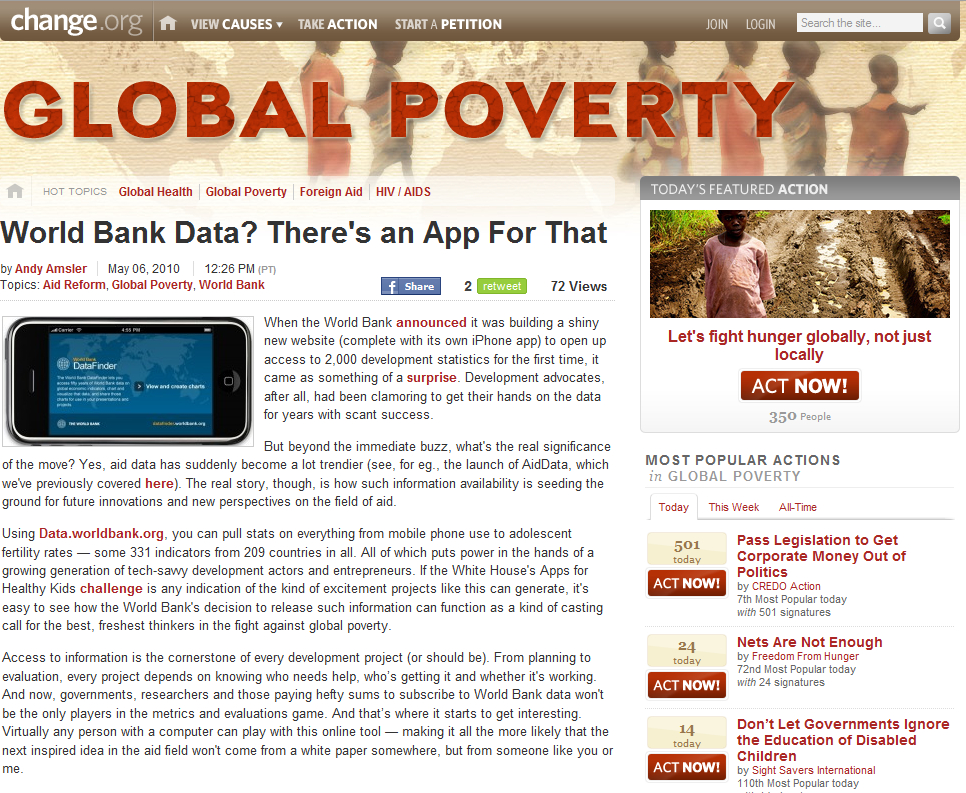 change.org
VIEW CAUSES ▾ TAKE ACTION START A PETITION JOIN LOGIN Search the site...
GLOBAL POVERTY
HOT TOPICS Global Health Global Poverty Foreign Aid HIV / AIDS
World Bank Data? There's an App For That
by Andy Amsler May 06, 2010 12:26 PM (PT)
Topics: Aid Reform, Global Poverty, World Bank
f Share 2 retweet 72 Views
Carrier 4:55 PM
World Bank
DataFinder
View and create charts
THE WORLD BANK datafinder.worldbank.org
When the World Bank announced it was building a shiny
new website (complete with its own iPhone app) to open up
access to 2,000 development statistics for the first time, it
came as something of a surprise. Development advocates,
after all, had been clamoring to get their hands on the data
for years with scant success.
But beyond the immediate buzz, what's the real significance
of the move? Yes, aid data has suddenly become a lot trendier (see, for eg., the launch of AidData, which
we've previously covered here). The real story, though, is how such information availability is seeding the
ground for future innovations and new perspectives on the field of aid.
Using Data.worldbank.org, you can pull stats on everything from mobile phone use to adolescent
fertility rates — some 331 indicators from 209 countries in all. All of which puts power in the hands of a
growing generation of tech-savvy development actors and entrepreneurs. If the White House's Apps for
Healthy Kids challenge is any indication of the kind of excitement projects like this can generate, it's
easy to see how the World Bank's decision to release such information can function as a kind of casting
call for the best, freshest thinkers in the fight against global poverty.
Access to information is the cornerstone of every development project (or should be). From planning to
evaluation, every project depends on knowing who needs help, who's getting it and whether it's working.
And now, governments, researchers and those paying hefty sums to subscribe to World Bank data won't
be the only players in the metrics and evaluations game. And that's where it starts to get interesting.
Virtually any person with a computer can play with this online tool — making it all the more likely that the
next inspired idea in the aid field won't come from a white paper somewhere, but from someone like you or
me.
TODAY'S FEATURED ACTION
Let's fight hunger globally, not just
locally
ACT NOW!
350 People
MOST POPULAR ACTIONS
in GLOBAL POVERTY
Today This Week All-Time
501
today
ACT NOW!
Pass Legislation to Get
Corporate Money Out of
Politics
by CREDO Action
7th Most Popular today
with 501 signatures
24
today
ACT NOW!
Nets Are Not Enough
by Freedom From Hunger
72nd Most Popular today
with 24 signatures
14
today
ACT NOW!
Don't Let Governments Ignore
the Education of Disabled
Children
by Sight Savers International
110th Most Popular today